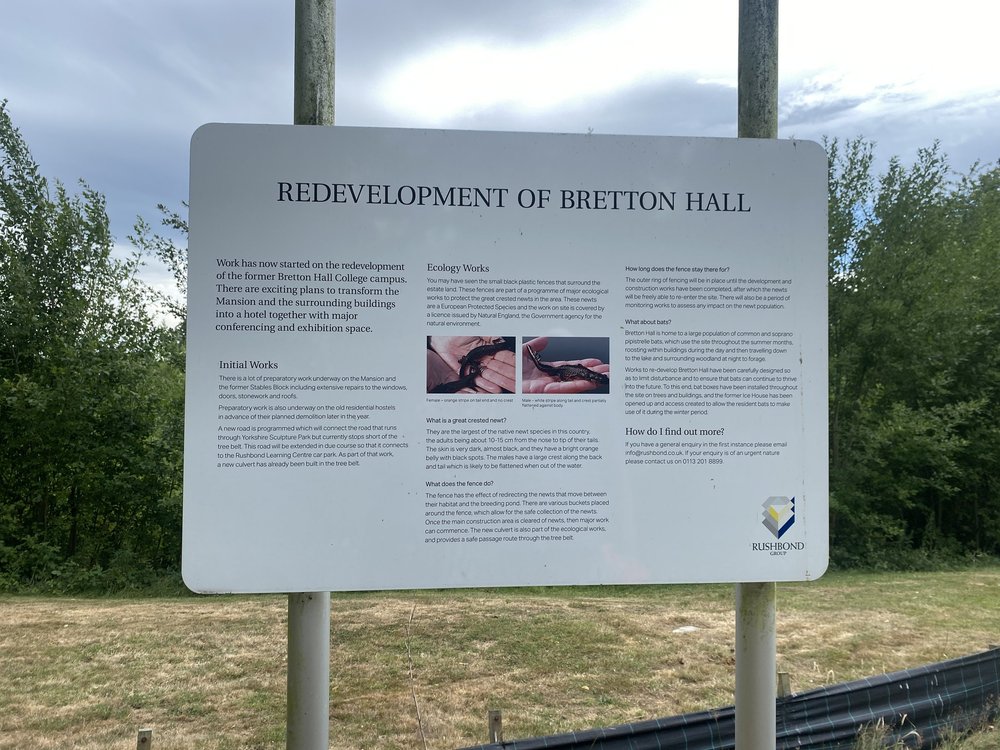 REDEVELOPMENT OF BRETTON HALL
Work has now started on the redevelopment
of the former Bretton Hall College campus.
There are exciting plans to transform the
Mansion and the surrounding buildings
into a hotel together with major
conferencing and exhibition space.
Initial Works
There is a lot of preparatory work underway on the Mansion and
the former Stables Block including extensive repairs to the windows,
doors, stonework and roofs.
Preparatory work is also underway on the old residential hostels
in advance of their planned demolition later in the year.
A new road is programmed which will connect the road that runs
through Yorkshire Sculpture Park but currently stops short of the
tree belt. This road will be extended in due course so that it connects
to the Rushbond Learning Centre car park. As part of that work,
a new culvert has already been built in the tree belt.
Ecology Works
You may have seen the small black plastic fences that surround the
estate land. These fences are part of a programme of major ecological
works to protect the great crested newts in the area. These newts
are a European Protected Species and the work on site is covered by
a licence issued by Natural England, the Government agency for the
natural environment.
Female – orange stripe on tail end and no crest
Male – white stripe along tail and crest partially
flattened against body.
What is a great crested newt?
They are the largest of the native newt species in this country,
the adults being about 10-15 cm from the nose to tip of their tails.
The skin is very dark, almost black, and they have a bright orange
belly with black spots. The males have a large crest along the back
and tail which is likely to be flattened when out of the water.
What does the fence do?
The fence has the effect of redirecting the newts that move between
their habitat and the breeding pond. There are various buckets placed
around the fence, which allow for the safe collection of the newts.
Once the main construction area is cleared of newts, then major work
can commence. The new culvert is also part of the ecological works,
and provides a safe passage route through the tree belt.
How long does the fence stay there for?
The outer ring of fencing will be in place until the development and
construction works have been completed, after which the newts
will be freely able to re-enter the site. There will also be a period of
monitoring works to assess any impact on the newt population.
What about bats?
Bretton Hall is home to a large population of common and soprano
pipistrelle bats, which use the site throughout the summer months,
roosting within buildings during the day and then travelling down
to the lake and surrounding woodland at night to forage.
Works to re-develop Bretton Hall have been carefully designed so
as to limit disturbance and to ensure that bats can continue to thrive
into the future. To this end, bat boxes have been installed throughout
the site on trees and buildings, and the former Ice House has been
opened up and access created to allow the resident bats to make
use of it during the winter period.
How do I find out more?
If you have a general enquiry in the first instance please email
info@rushbond.co.uk. If your enquiry is of an urgent nature
please contact us on 0113 201 8899.
RUSHBOND
GROUP